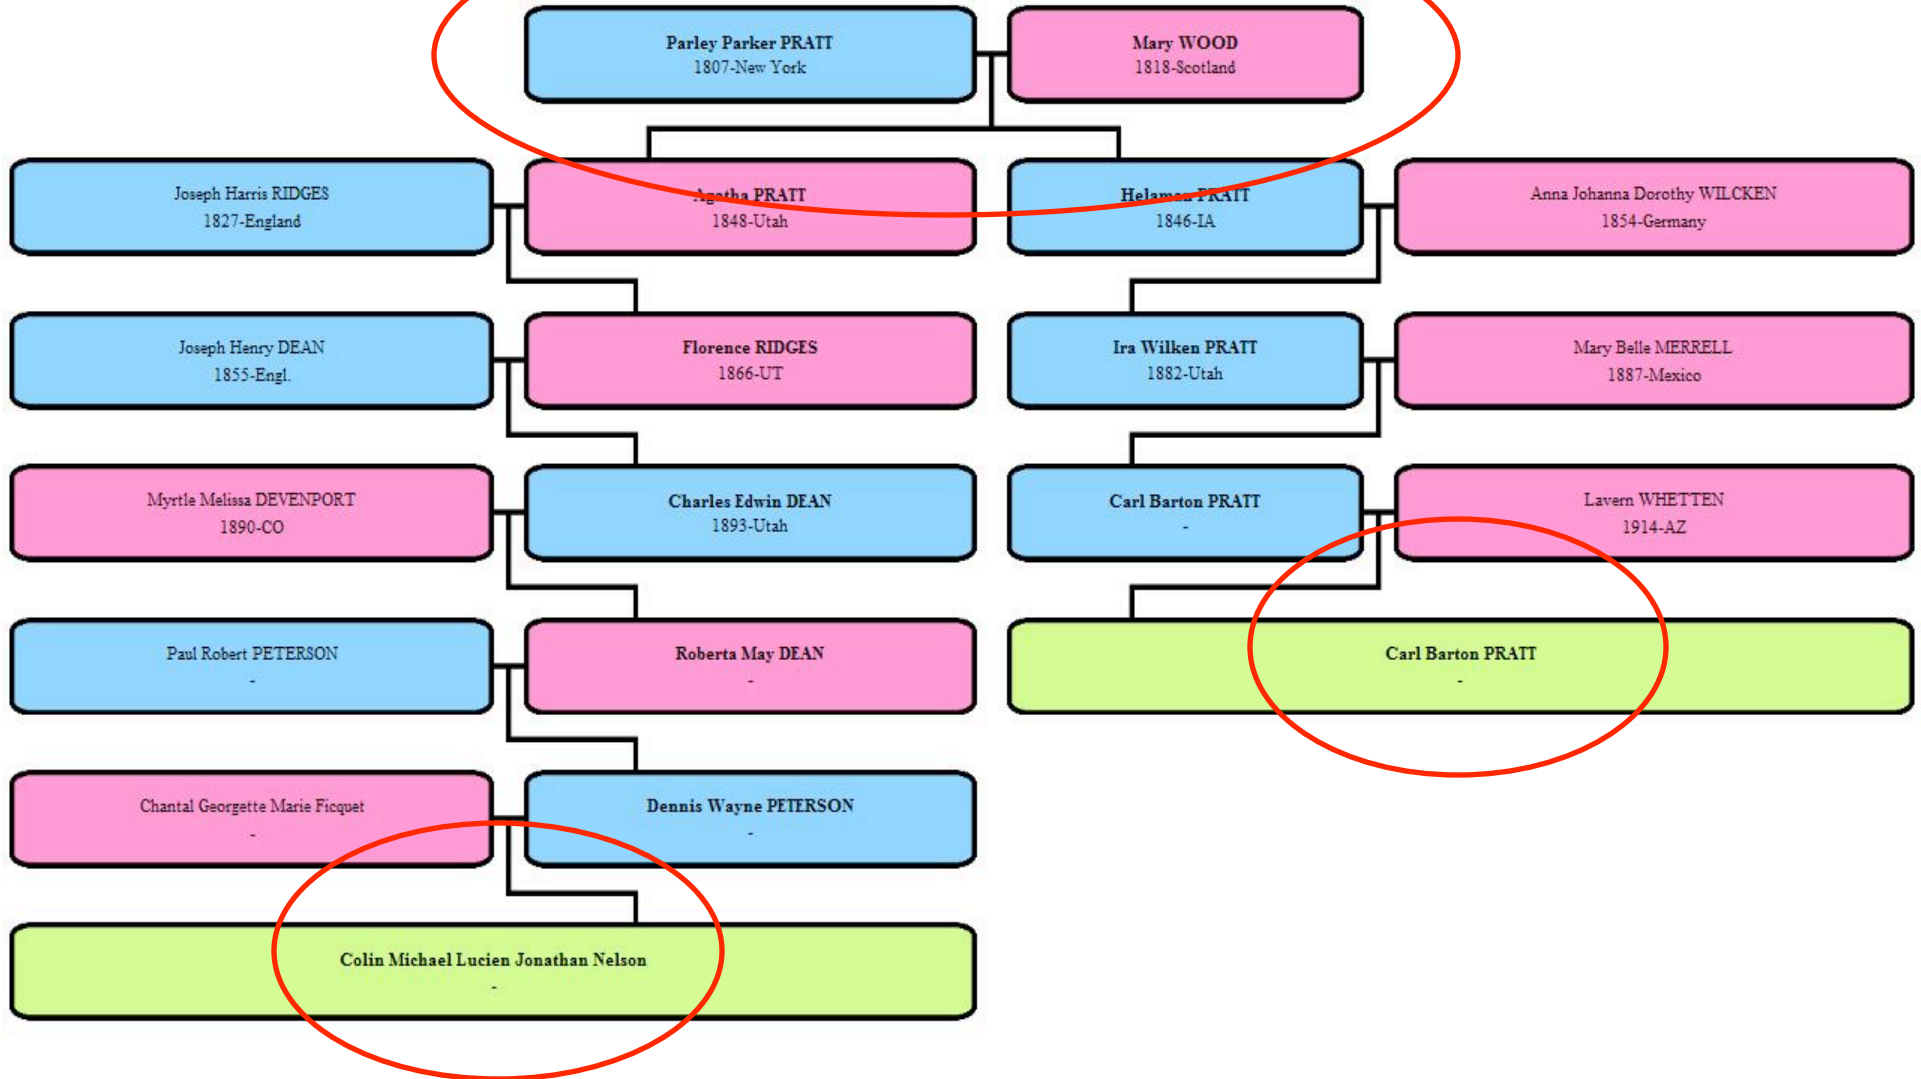 Parley Parker PRATT
1807-New York
Mary WOOD
1818-Scotland
Joseph Harris RIDGES
1827-England
Agatha PRATT
1848-Utah
Helaman PRATT
1846-IA
Anna Johanna Dorothy WILCKEN
1854-Germany
Joseph Henry DEAN
1855-Engl.
Florence RIDGES
1866-UT
Ira Wilken PRATT
1882-Utah
Mary Belle MERRELL
1887-Mexico
Myrtle Melissa DEVENPORT
1890-CO
Charles Edwin DEAN
1893-Utah
Carl Barton PRATT
-
Lavern WHETTEN
1914-AZ
Paul Robert PETERSON
-
Roberta May DEAN
-
Carl Barton PRATT
-
Chantal Georgette Marie Ficquet
-
Dennis Wayne PETERSON
-
Colin Michael Lucien Jonathan Nelson
-